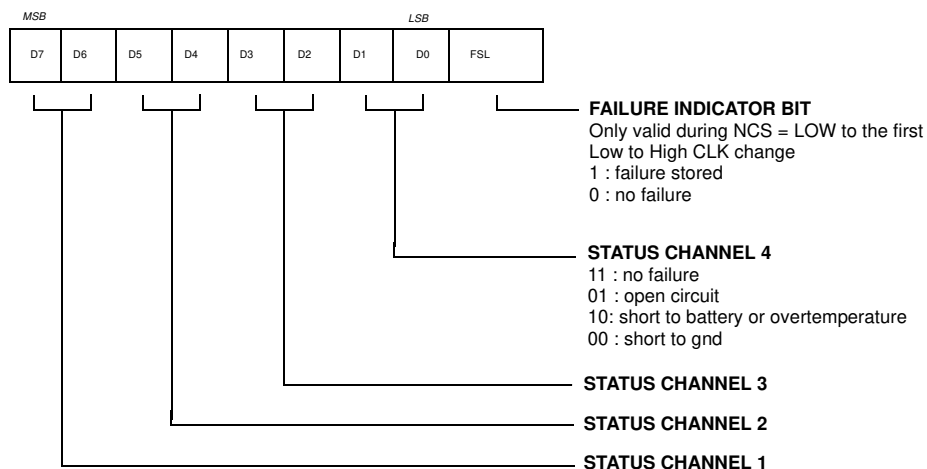 MSB LSB
D7 D6 D5 D4 D3 D2 D1 D0 FSL
FAILURE INDICATOR BIT
Only valid during NCS = LOW to the first
Low to High CLK change
1 : failure stored
0 : no failure
STATUS CHANNEL 4
11 : no failure
01 : open circuit
10: short to battery or overtemperature
00 : short to gnd
STATUS CHANNEL 3
STATUS CHANNEL 2
STATUS CHANNEL 1